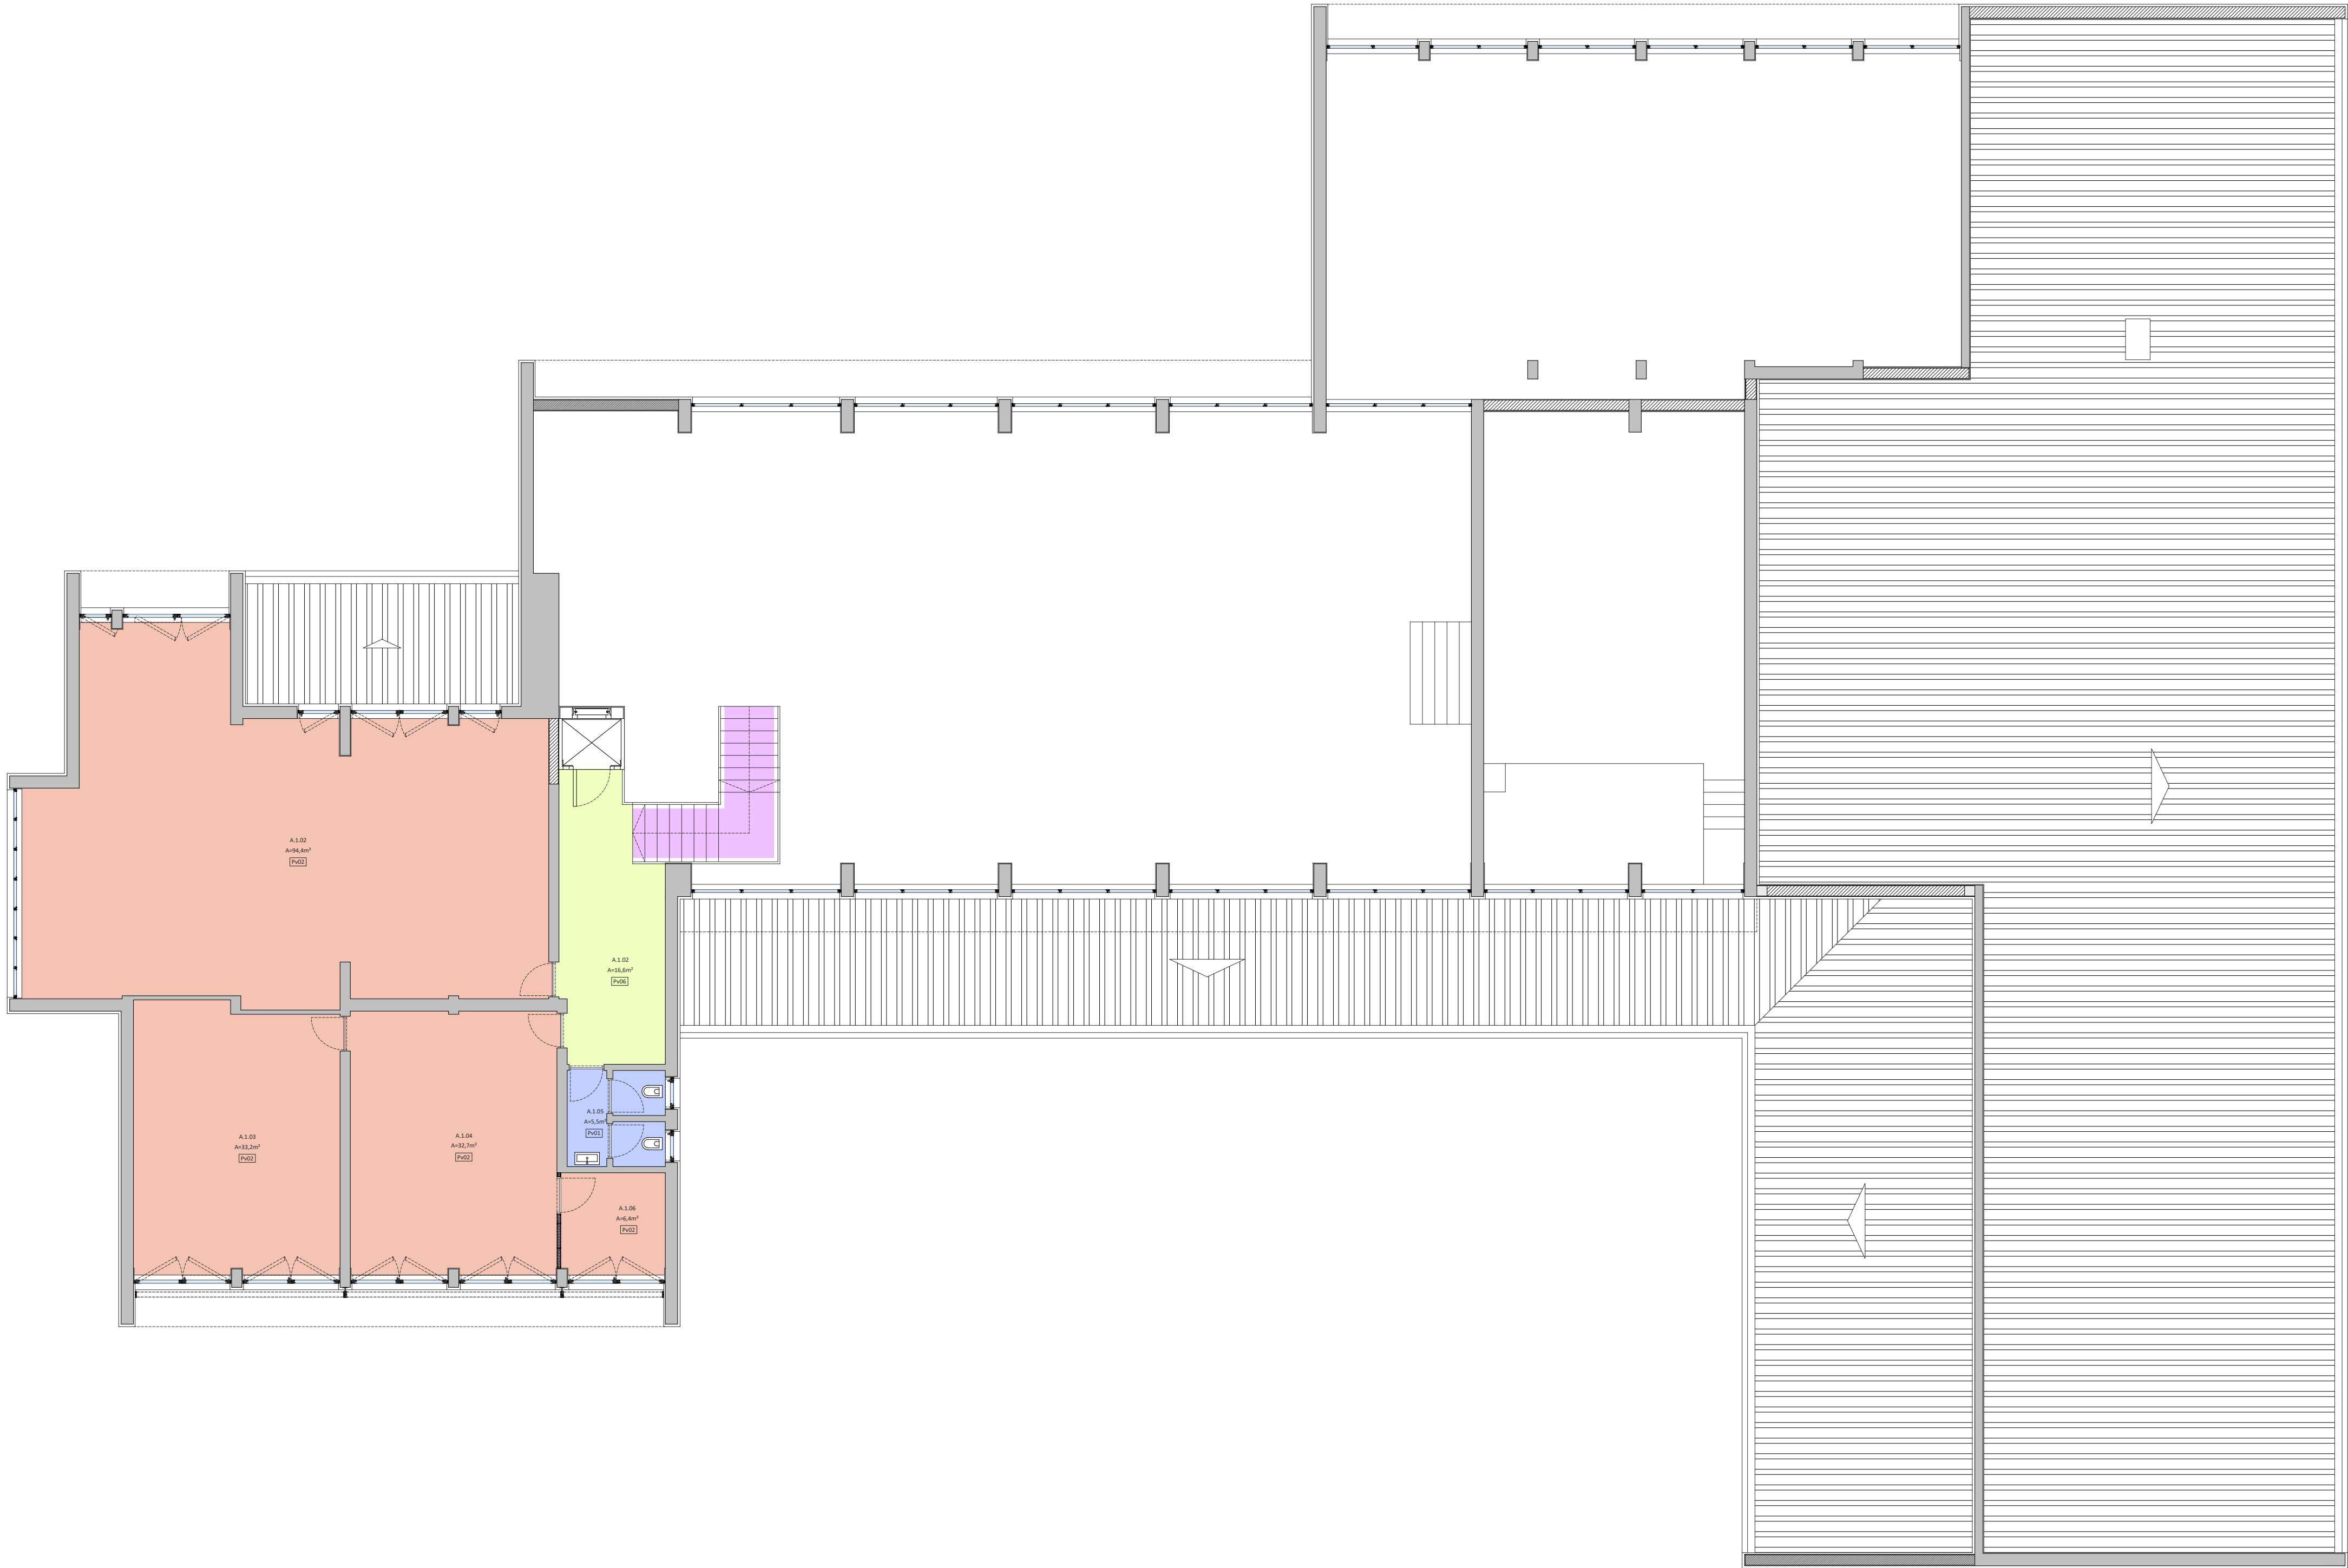 A.1.02
A=94,4m²
Pv02
A.1.02
A=16,6m²
Pv06
A.1.03
A=33,2m²
Pv02
A.1.04
A=32,7m²
Pv02
A.1.05
A=5,5m²
Pv01
A.1.06
A=6,4m²
Pv02